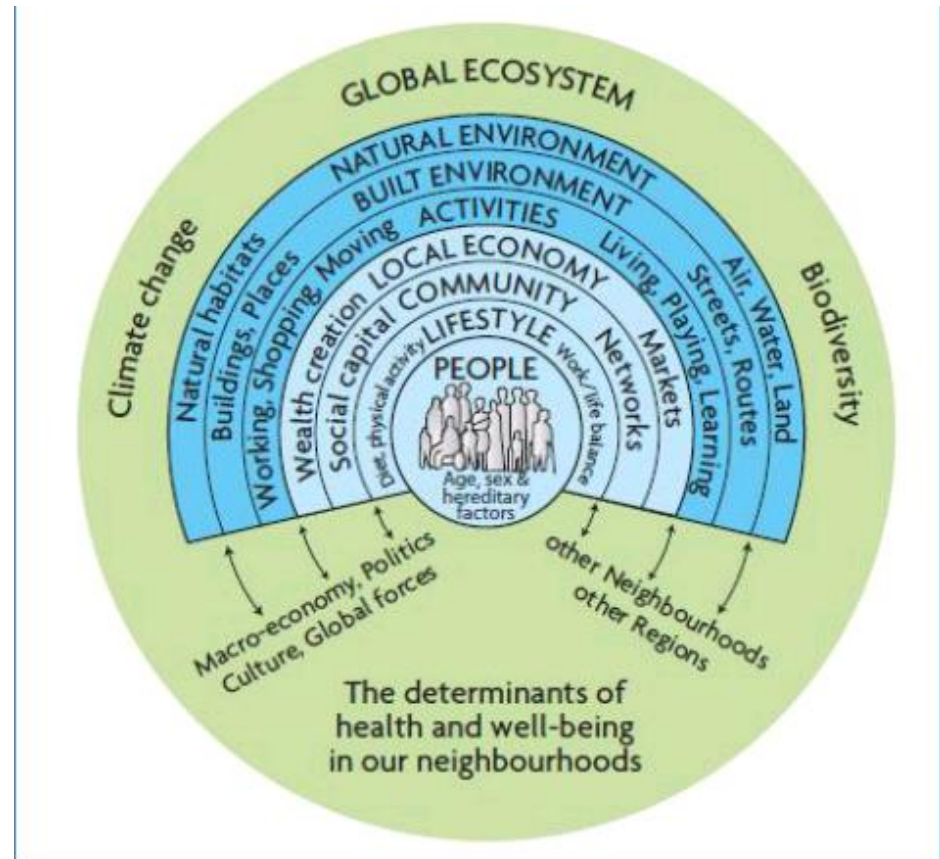 GLOBAL ECOSYSTEM
Climate change
Biodiversity
NATURAL ENVIRONMENT
Natural habitats
Air, Water, Land
BUILT ENVIRONMENT
Buildings, Places
Streets, Routes
ACTIVITIES
Working, Shopping, Moving
Living, Playing, Learning
LOCAL ECONOMY
Wealth creation
Markets
COMMUNITY
Social capital
Networks
LIFESTYLE
Diet, physical activity
Work/life balance
PEOPLE
Age, sex &
hereditary
factors
Macro-economy, Politics
Culture, Global forces
other Neighbourhoods
other Regions
The determinants of
health and well-being
in our neighbourhoods